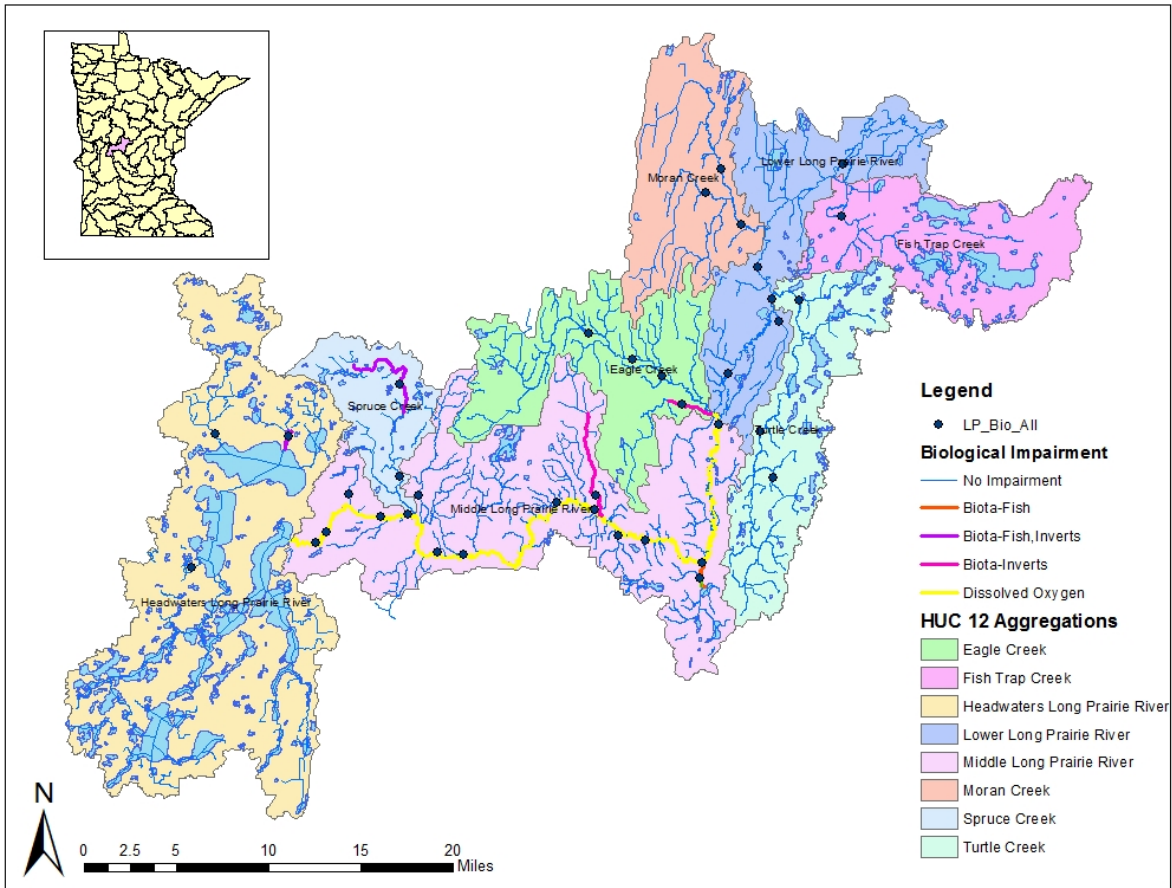 Moran Creek
Lower Long Prairie River
Fish Trap Creek
Eagle Creek
Spruce Creek
Turtle Creek
Middle Long Prairie River
Headwaters Long Prairie River
Legend
LP_Bio_All
Biological Impairment
No Impairment
Biota-Fish
Biota-Fish,Inverts
Biota-Inverts
Dissolved Oxygen
HUC 12 Aggregations
Eagle Creek
Fish Trap Creek
Headwaters Long Prairie River
Lower Long Prairie River
Middle Long Prairie River
Moran Creek
Spruce Creek
Turtle Creek
N
0 2.5 5 10 15 20
Miles